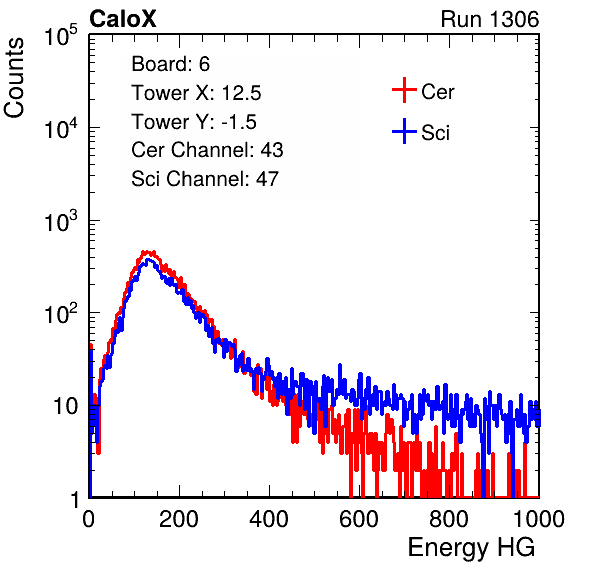 CaloX Run 1306
Counts
Board: 6
Tower X: 12.5
Tower Y: -1.5
Cer Channel: 43
Sci Channel: 47
Cer
Sci
10^5
10^4
10^3
10^2
10
1
0 200 400 600 800 1000
Energy HG